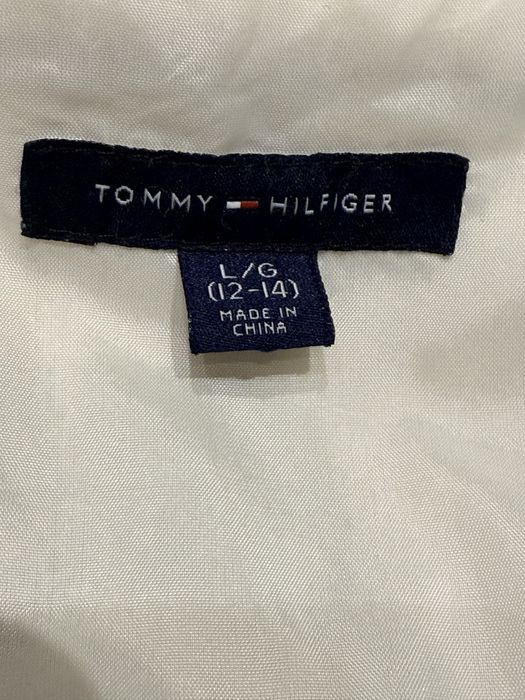 TOMMY HILFIGER
L/G
(12-14)
MADE IN
CHINA